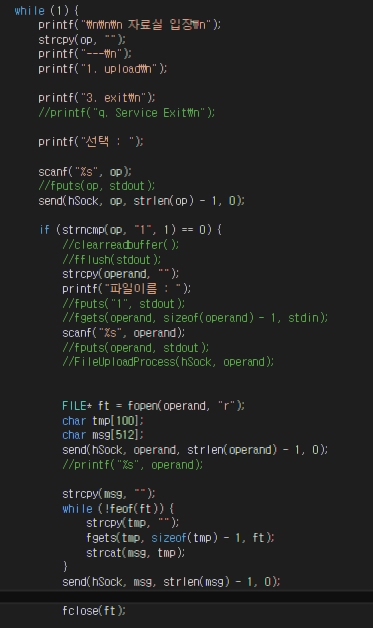 while (1) {
printf("₩n₩n₩n 자료실 입장₩n");
strcpy(op, "");
printf("---₩n");
printf("1. upload₩n");
printf("3. exit₩n");
//printf("q. Service Exit₩n");
printf("선택 : ");
scanf("%s", op);
//fputs(op, stdout);
send(hSock, op, strlen(op) - 1, 0);
if (strncmp(op, "1", 1) == 0) {
//clearreadbuffer();
//fflush(stdout);
strcpy(operand, "");
printf("파일이름 : ");
//fputs("1", stdout);
//fgets(operand, sizeof(operand) - 1, stdin);
scanf("%s", operand);
//fputs(operand, stdout);
//FileUploadProcess(hSock, operand);
FILE* ft = fopen(operand, "r");
char tmp[100];
char msg[512];
send(hSock, operand, strlen(operand) - 1, 0);
//printf("%s", operand);
strcpy(msg, "");
while (!feof(ft)) {
strcpy(tmp, "");
fgets(tmp, sizeof(tmp) - 1, ft);
strcat(msg, tmp);
}
send(hSock, msg, strlen(msg) - 1, 0);
fclose(ft);